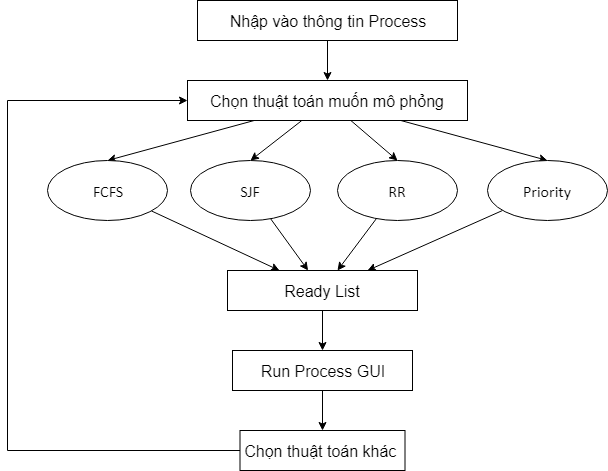 Nhập vào thông tin Process
Chọn thuật toán muốn mô phỏng
FCFS
SJF
RR
Priority
Ready List
Run Process GUI
Chọn thuật toán khác